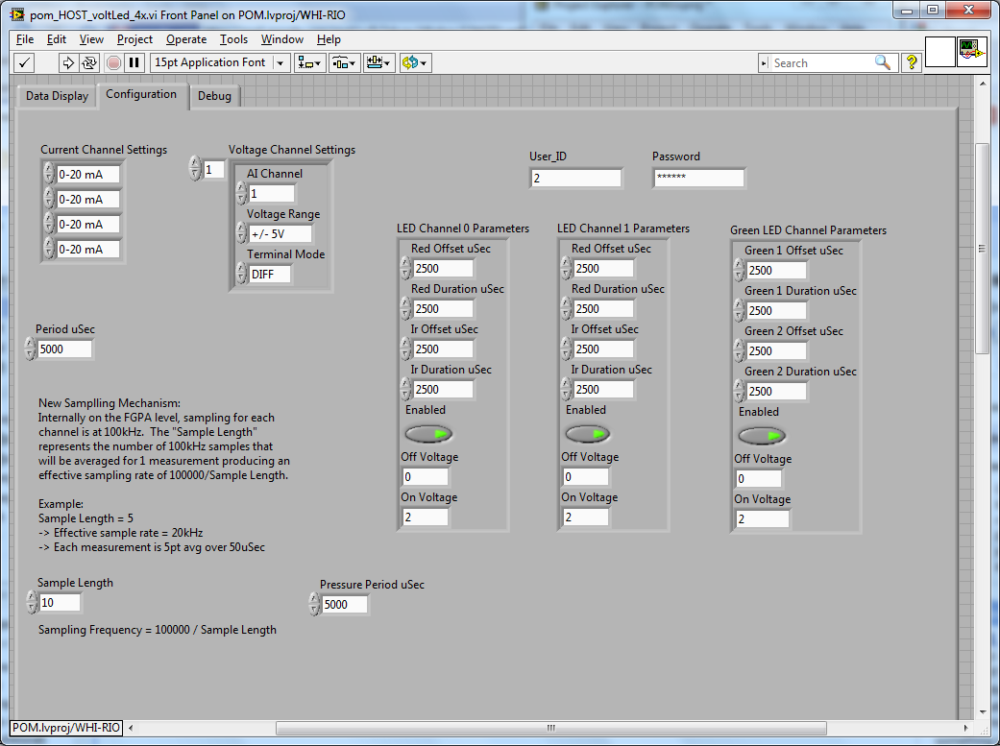 pom_HOST_voltLed_4x.vi Front Panel on POM.lvproj/WHI-RIO
File Edit View Project Operate Tools Window Help
15pt Application Font
Search
?
Data Display Configuration Debug
Current Channel Settings
0-20 mA
0-20 mA
0-20 mA
0-20 mA
1
Voltage Channel Settings
AI Channel
1
Voltage Range
+/- 5V
Terminal Mode
DIFF
User_ID
2
Password
******
Period uSec
5000
LED Channel 0 Parameters
Red Offset uSec
2500
Red Duration uSec
2500
Ir Offset uSec
2500
Ir Duration uSec
2500
Enabled
Off Voltage
0
On Voltage
2
LED Channel 1 Parameters
Red Offset uSec
2500
Red Duration uSec
2500
Ir Offset uSec
2500
Ir Duration uSec
2500
Enabled
Off Voltage
0
On Voltage
2
Green LED Channel Parameters
Green 1 Offset uSec
2500
Green 1 Duration uSec
2500
Green 2 Offset uSec
2500
Green 2 Duration uSec
2500
Enabled
Off Voltage
0
On Voltage
2
New Samplling Mechanism:
Internally on the FGPA level, sampling for each
channel is at 100kHz. The "Sample Length"
represents the number of 100kHz samples that
will be averaged for 1 measurement producing an
effective sampling rate of 100000/Sample Length.
Example:
Sample Length = 5
-> Effective sample rate = 20kHz
-> Each measurement is 5pt avg over 50uSec
Sample Length
10
Sampling Frequency = 100000 / Sample Length
Pressure Period uSec
5000
POM.lvproj/WHI-RIO